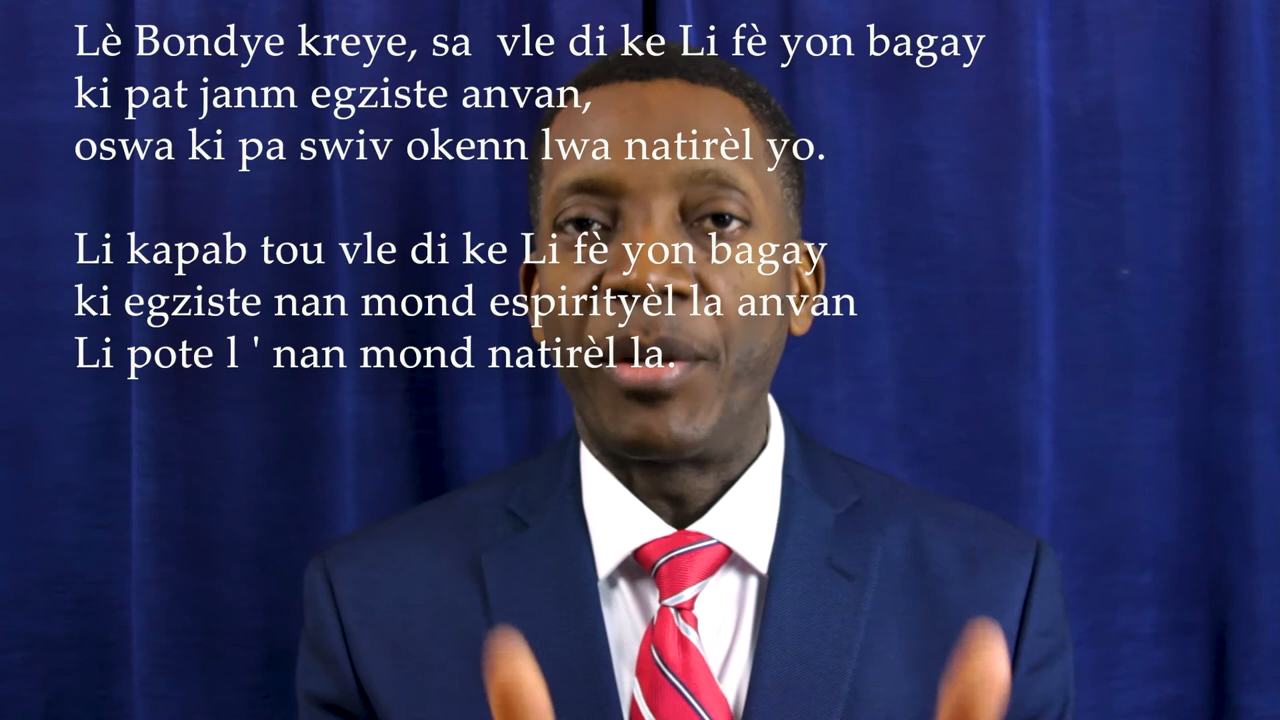 Lè Bondye kreye, sa  vle di ke Li fè yon bagay
ki pat janm egziste anvan,
oswa ki pa swiv okenn lwa natirèl yo.
Li kapab tou vle di ke Li fè yon bagay
ki egziste nan mond espirityèl la anvan
Li pote l ' nan mond natirèl la.